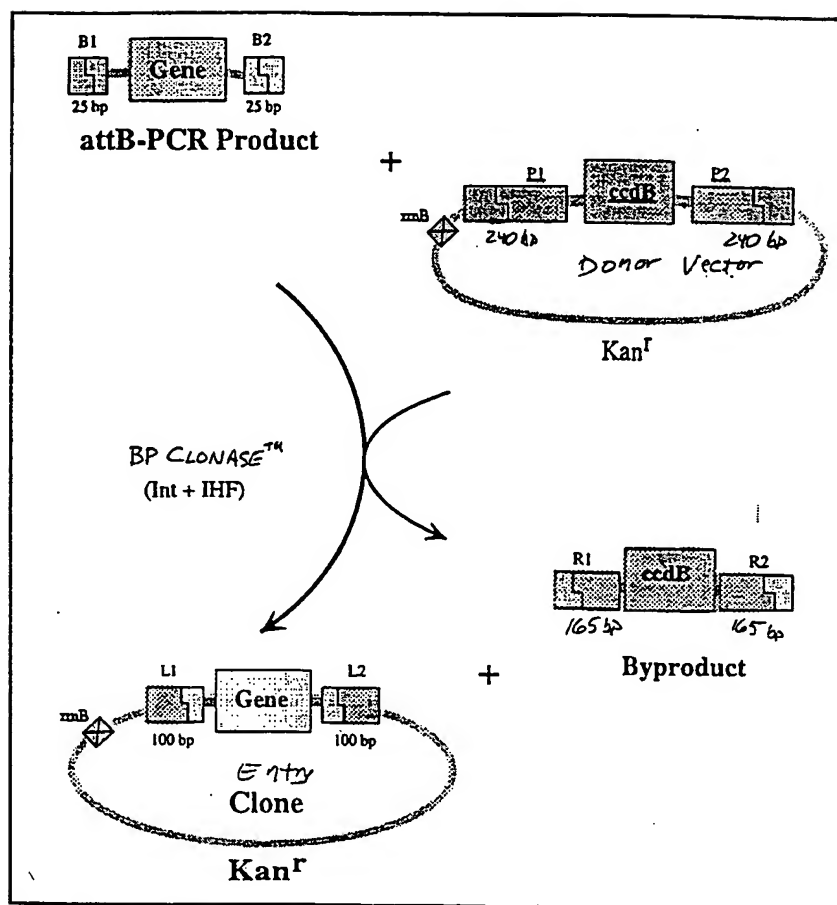 B1 B2
Gene
25 bp 25 bp
attB-PCR Product
+
P1 P2
ccdB
rrnB
240 bp 240 bp
Donor Vector
Kanr
BP CLONASE™
(Int + IHF)
R1 R2
ccdB
165 bp 165 bp
Byproduct
+
L1 L2
Gene
rrnB
100 bp 100 bp
Entry
Clone
Kanr